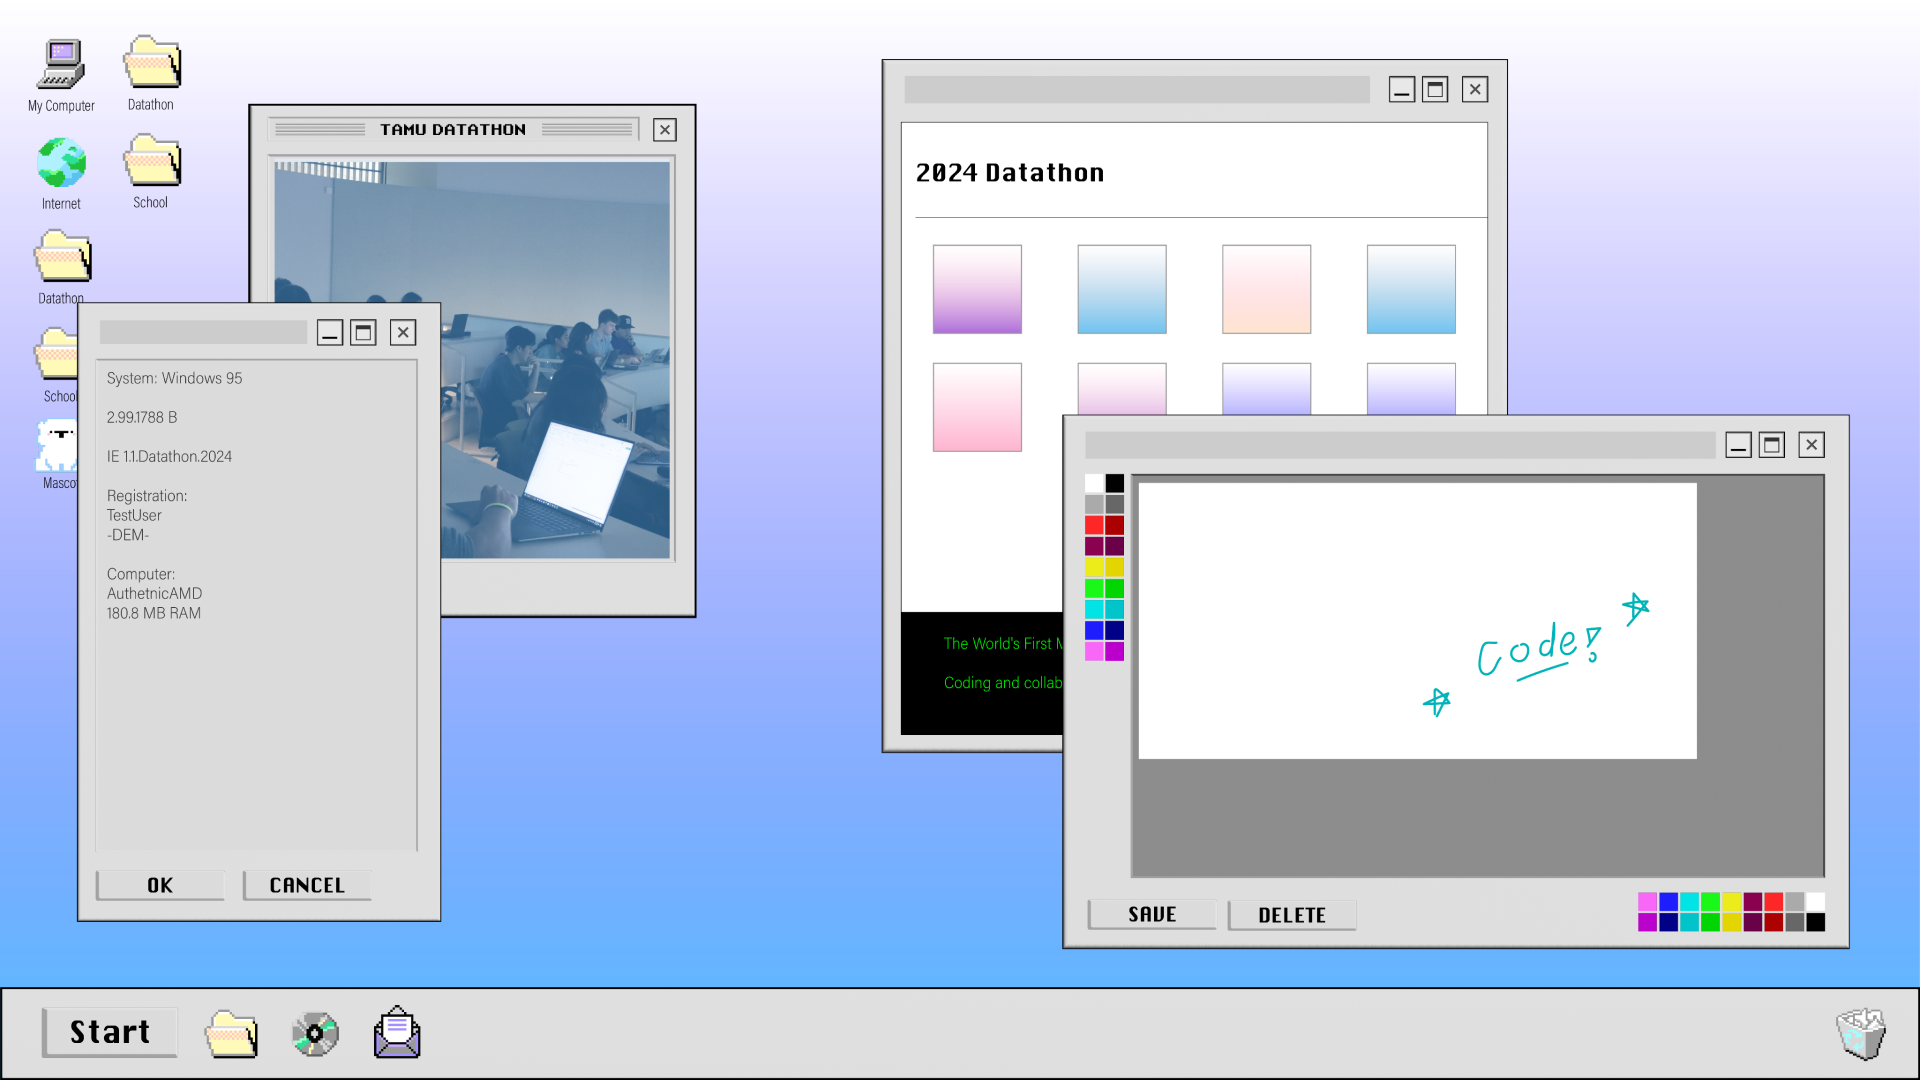 My Computer
Datathon
Internet
School
Datathon
School
Mascot
TAMU DATATHON
System: Windows 95
2.99.1788 B
IE 1.1.Datathon.2024
Registration:
TestUser
-DEM-
Computer:
AuthetnicAMD
180.8 MB RAM
OK
CANCEL
2024 Datathon
The World's First M
Coding and collab
Code!
SAVE
DELETE
Start